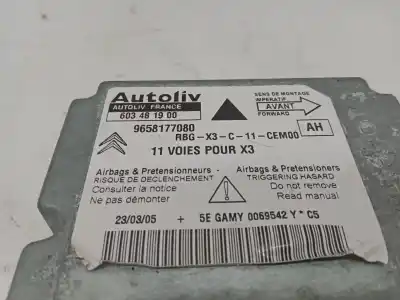 Autoliv
AUTOLIV FRANCE
603 461 9 00
SENS DE MONTAGE
IMPERATIF
AVANT
FORWARD
9658177080
RBG-X3-C-11-CEM00
AH
11 VOIES POUR X3
Airbags & Pretensionneurs -
RISQUE DE DECLENCHEMENT
Consulter la notice
Ne pas démonter
Airbags & Pretensioners -
TRIGGERING HASARD
Do not remove
Read manual
23/03/05 + 5E GAMY 0069542 Y * C5